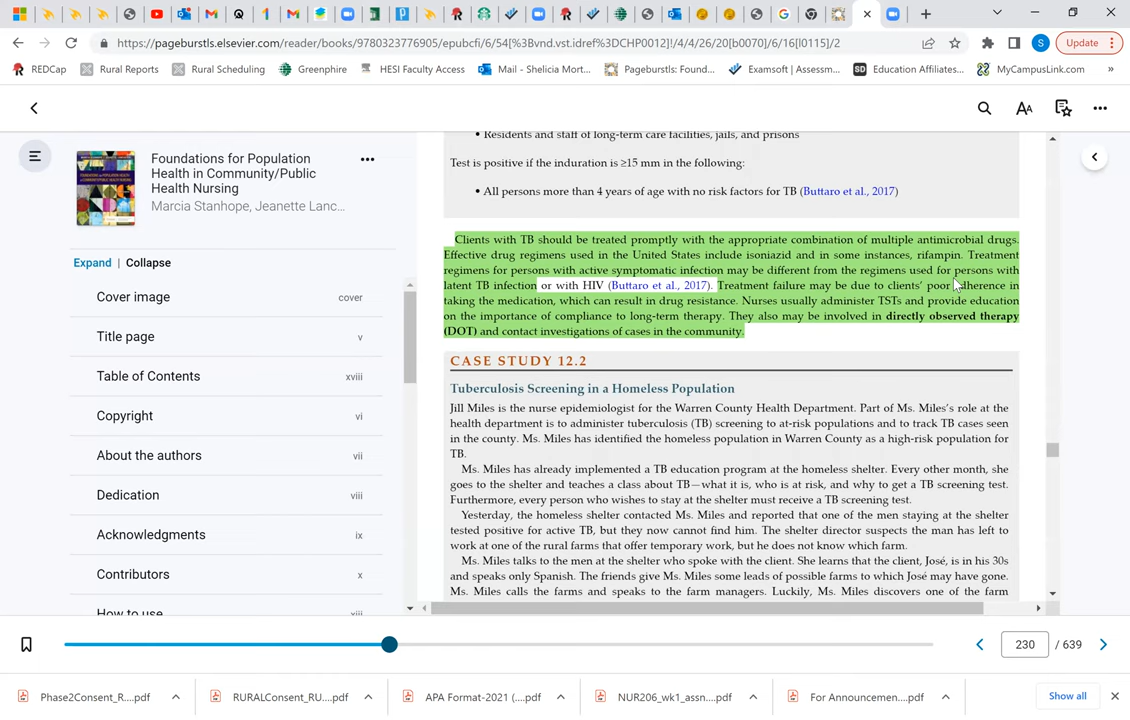 S
Update
https://pageburstls.elsevier.com/reader/books/9780323776905/epubcfi/6/54[%3Bvnd.vst.idref%3DCHP0012]!/4/4/26/20[b0070]/6/16[l0115]/2
REDCap
Rural Reports
Rural Scheduling
Greenphire
HESI Faculty Access
Mail - Shelicia Mort...
Pageburstls: Found...
Examsoft | Assessm...
SD Education Affiliates...
MyCampusLink.com
»
Foundations for Population
Health in Community/Public
Health Nursing
Marcia Stanhope, Jeanette Lanc...
Expand | Collapse
Cover image cover
Title page v
Table of Contents xviii
Copyright vi
About the authors vii
Dedication viii
Acknowledgments ix
Contributors x
How to use xiii
• Residents and staff of long-term care facilities, jails, and prisons
Test is positive if the induration is ≥15 mm in the following:
• All persons more than 4 years of age with no risk factors for TB (Buttaro et al., 2017)
Clients with TB should be treated promptly with the appropriate combination of multiple antimicrobial drugs.
Effective drug regimens used in the United States include isoniazid and in some instances, rifampin. Treatment
regimens for persons with active symptomatic infection may be different from the regimens used for persons with
latent TB infection or with HIV (Buttaro et al., 2017). Treatment failure may be due to clients' poor adherence in
taking the medication, which can result in drug resistance. Nurses usually administer TSTs and provide education
on the importance of compliance to long-term therapy. They also may be involved in directly observed therapy
(DOT) and contact investigations of cases in the community.
CASE STUDY 12.2
Tuberculosis Screening in a Homeless Population
Jill Miles is the nurse epidemiologist for the Warren County Health Department. Part of Ms. Miles's role at the
health department is to administer tuberculosis (TB) screening to at-risk populations and to track TB cases seen
in the county. Ms. Miles has identified the homeless population in Warren County as a high-risk population for
TB.
Ms. Miles has already implemented a TB education program at the homeless shelter. Every other month, she
goes to the shelter and teaches a class about TB—what it is, who is at risk, and why to get a TB screening test.
Furthermore, every person who wishes to stay at the shelter must receive a TB screening test.
Yesterday, the homeless shelter contacted Ms. Miles and reported that one of the men staying at the shelter
tested positive for active TB, but they now cannot find him. The shelter director suspects the man has left to
work at one of the rural farms that offer temporary work, but he does not know which farm.
Ms. Miles talks to the men at the shelter who spoke with the client. She learns that the client, José, is in his 30s
and speaks only Spanish. The friends give Ms. Miles some leads of possible farms to which José may have gone.
Ms. Miles calls the farms and speaks to the farm managers. Luckily, Ms. Miles discovers one of the farm
230 / 639
Phase2Consent_R....pdf
RURALConsent_RU....pdf
APA Format-2021 (....pdf
NUR206_wk1_assn....pdf
For Announcemen....pdf
Show all